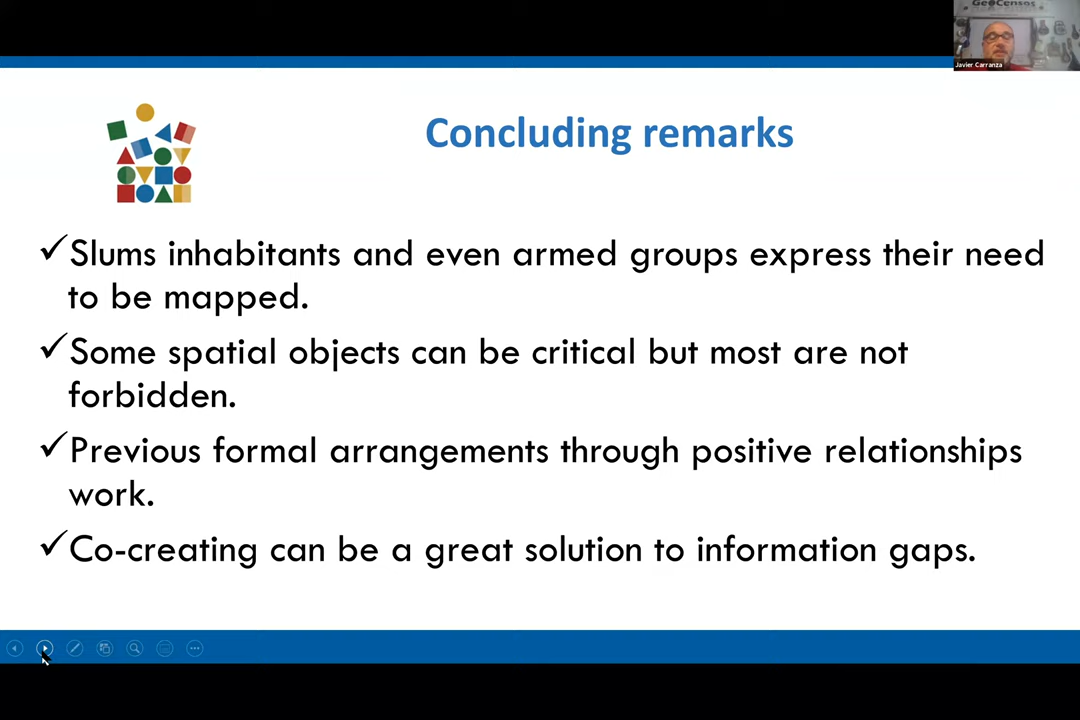 GeoCensos
Javier Carranza
Concluding remarks
✓Slums inhabitants and even armed groups express their need
to be mapped.
✓Some spatial objects can be critical but most are not
forbidden.
✓Previous formal arrangements through positive relationships
work.
✓Co-creating can be a great solution to information gaps.